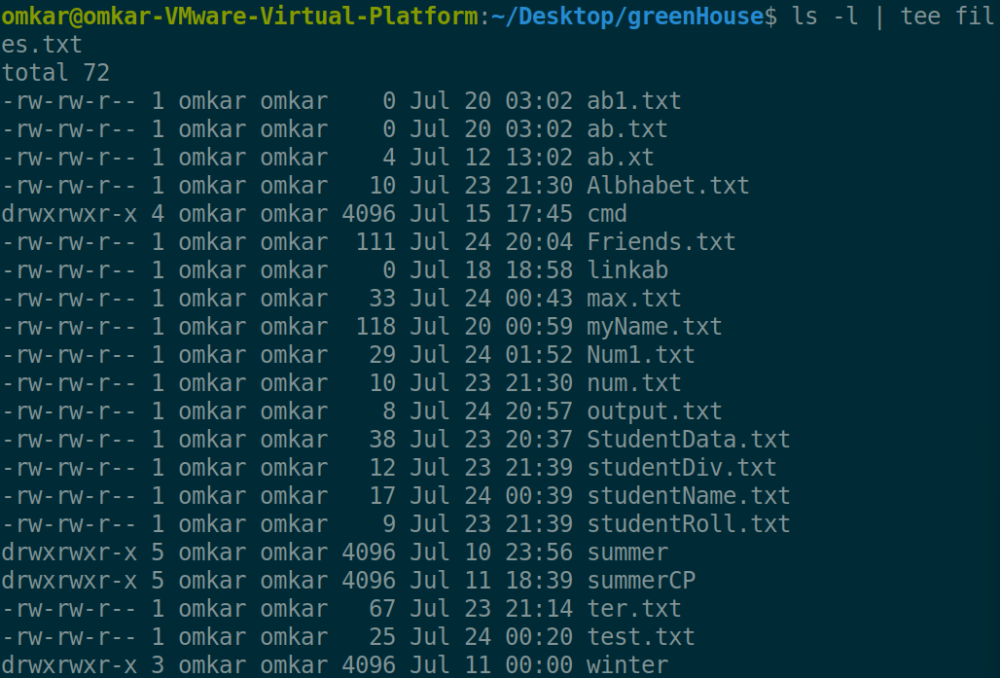 omkar@omkar-VMware-Virtual-Platform:~/Desktop/greenHouse$ ls -l | tee fil
es.txt
total 72
-rw-rw-r-- 1 omkar omkar    0 Jul 20 03:02 ab1.txt
-rw-rw-r-- 1 omkar omkar    0 Jul 20 03:02 ab.txt
-rw-rw-r-- 1 omkar omkar    4 Jul 12 13:02 ab.xt
-rw-rw-r-- 1 omkar omkar   10 Jul 23 21:30 Albhabet.txt
drwxrwxr-x 4 omkar omkar 4096 Jul 15 17:45 cmd
-rw-rw-r-- 1 omkar omkar  111 Jul 24 20:04 Friends.txt
-rw-rw-r-- 1 omkar omkar    0 Jul 18 18:58 linkab
-rw-rw-r-- 1 omkar omkar   33 Jul 24 00:43 max.txt
-rw-rw-r-- 1 omkar omkar  118 Jul 20 00:59 myName.txt
-rw-rw-r-- 1 omkar omkar   29 Jul 24 01:52 Num1.txt
-rw-rw-r-- 1 omkar omkar   10 Jul 23 21:30 num.txt
-rw-rw-r-- 1 omkar omkar    8 Jul 24 20:57 output.txt
-rw-rw-r-- 1 omkar omkar   38 Jul 23 20:37 StudentData.txt
-rw-rw-r-- 1 omkar omkar   12 Jul 23 21:39 studentDiv.txt
-rw-rw-r-- 1 omkar omkar   17 Jul 24 00:39 studentName.txt
-rw-rw-r-- 1 omkar omkar    9 Jul 23 21:39 studentRoll.txt
drwxrwxr-x 5 omkar omkar 4096 Jul 10 23:56 summer
drwxrwxr-x 5 omkar omkar 4096 Jul 11 18:39 summerCP
-rw-rw-r-- 1 omkar omkar   67 Jul 23 21:14 ter.txt
-rw-rw-r-- 1 omkar omkar   25 Jul 24 00:20 test.txt
drwxrwxr-x 3 omkar omkar 4096 Jul 11 00:00 winter